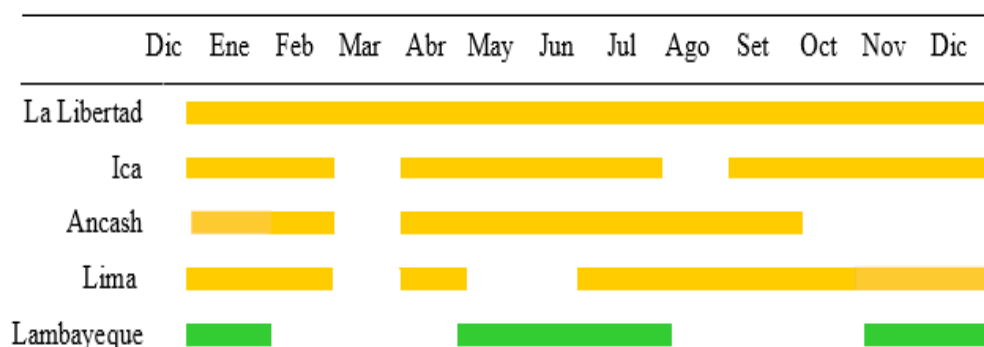 Dic Ene Feb Mar Abr May Jun Jul Ago Set Oct Nov Dic
La Libertad
Ica
Ancash
Lima
Lambayeque